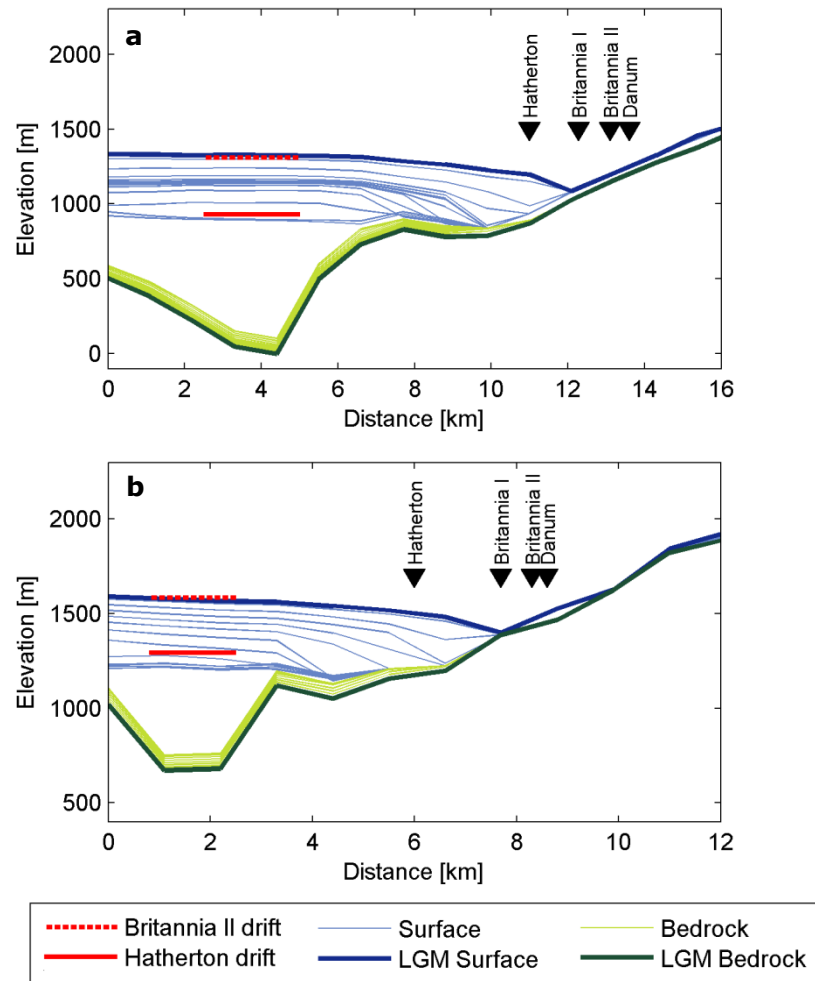 a
Hatherton
Britannia I
Britannia II
Danum
2000
1500
1000
500
0
Elevation [m]
0 2 4 6 8 10 12 14 16
Distance [km]
b
Hatherton
Britannia I
Britannia II
Danum
2000
1500
1000
500
Elevation [m]
0 2 4 6 8 10 12
Distance [km]
Britannia II drift Surface Bedrock
Hatherton drift LGM Surface LGM Bedrock